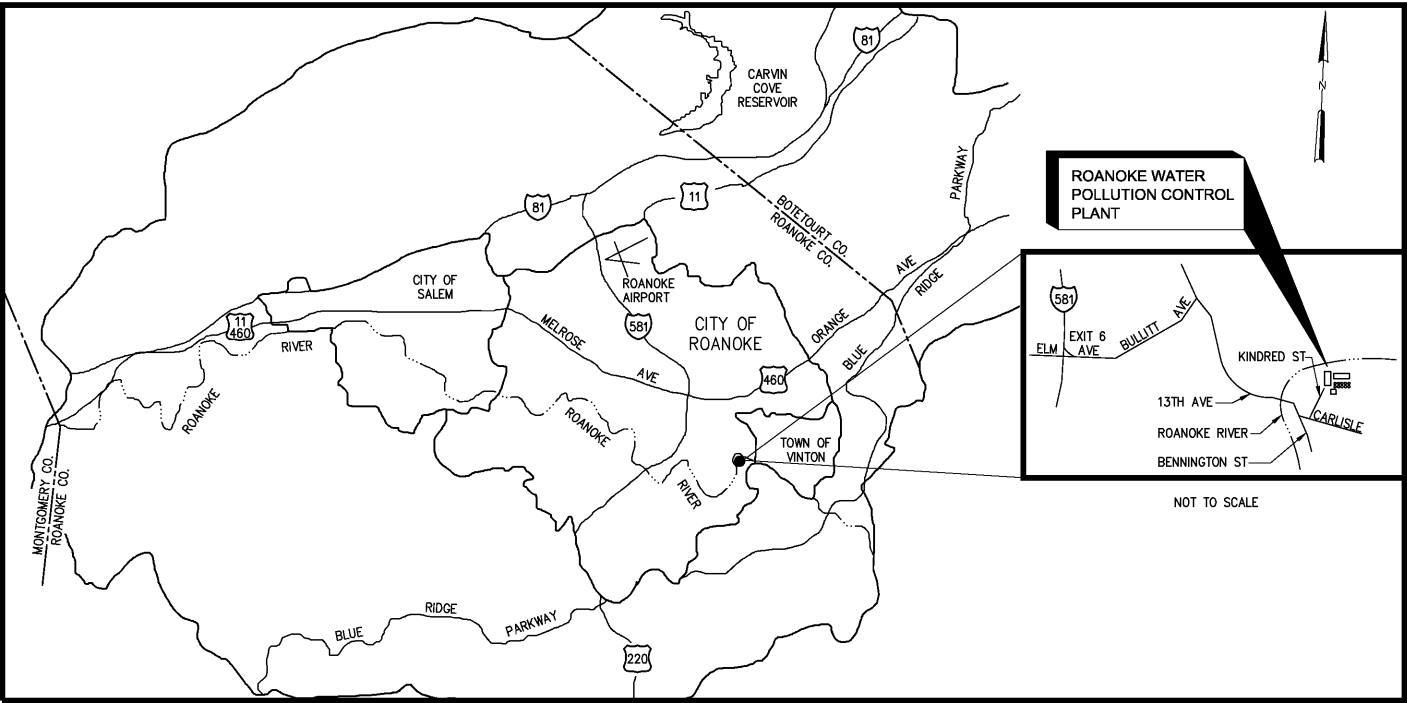 81
CARVIN
COVE
RESERVOIR
N
PARKWAY
ROANOKE WATER
POLLUTION CONTROL
PLANT
81
11
BOTETOURT CO.
ROANOKE CO.
CITY OF
SALEM
ROANOKE
AIRPORT
AVE
RIDGE
ORANGE
BLUE
11
460
RIVER
ROANOKE
MELROSE
AVE
581
CITY OF
ROANOKE
460
ROANOKE
RIVER
TOWN OF
VINTON
581
EXIT 6
ELM
AVE
BULLITT
AVE
KINDRED ST
13TH AVE
CARLISLE
ROANOKE RIVER
BENNINGTON ST
NOT TO SCALE
MONTGOMERY CO.
ROANOKE CO.
BLUE
RIDGE
PARKWAY
220